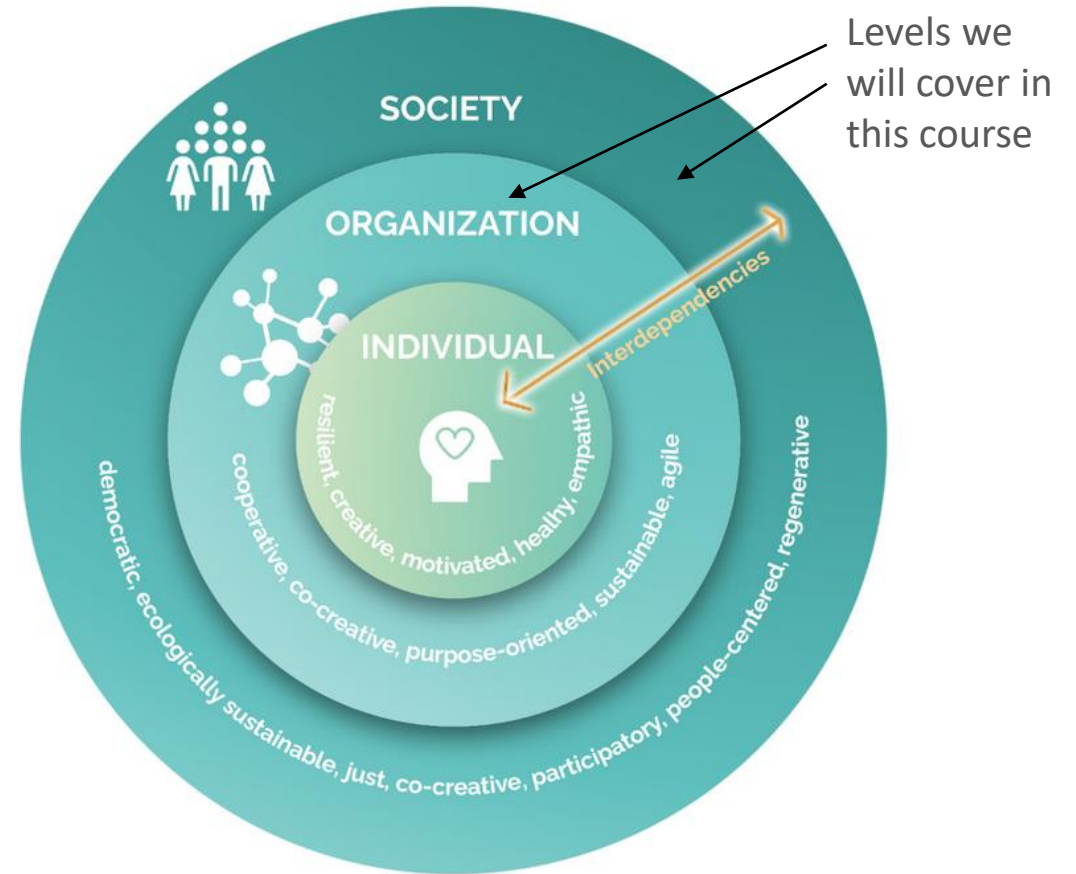 Levels we
will cover in
this course
SOCIETY
ORGANIZATION
Interdependencies
INDIVIDUAL
resilient, creative, motivated, healhy, empathic
cooperative, co-creative, purpose-oriented, sustainable, agile
democratic, ecologically sustainable, just, co-creative, participatory, people-centered, regenerative